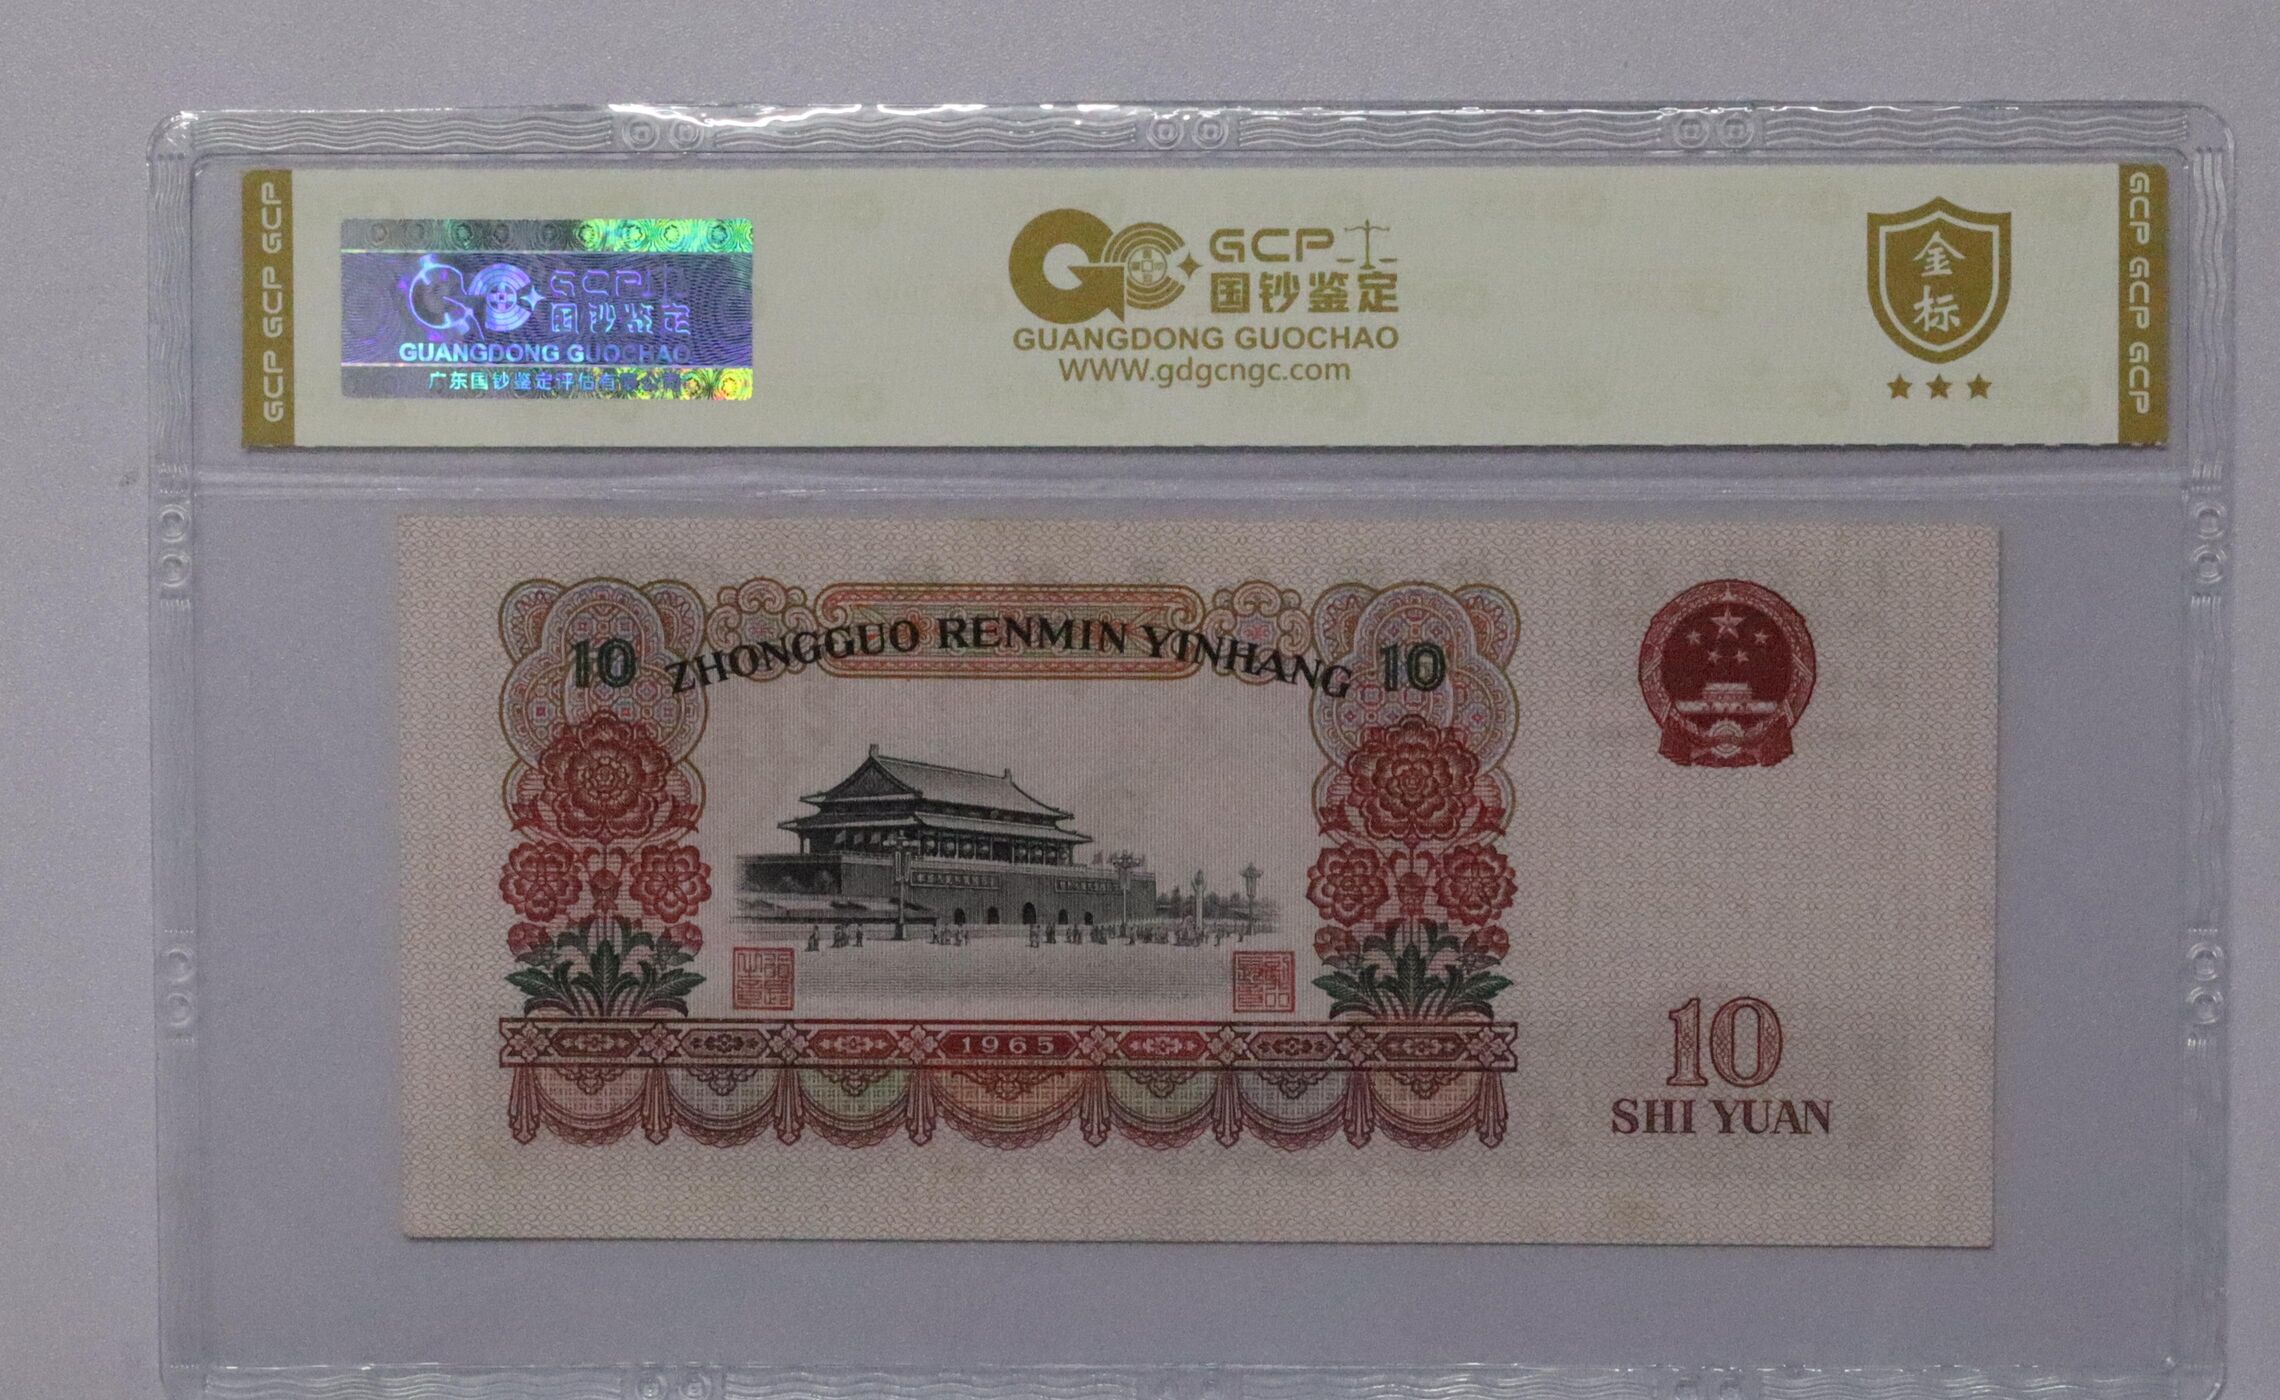 GCP GCP GCP
GCP
国钞鉴定
GUANGDONG GUOCHAO
广东国钞鉴定评估有限公司
GCP
国钞鉴定
GUANGDONG GUOCHAO
WWW.gdgcngc.com
金
标
GCP GCP GCP
10 ZHONGGUO RENMIN YINHANG 10
1965
10
SHI YUAN